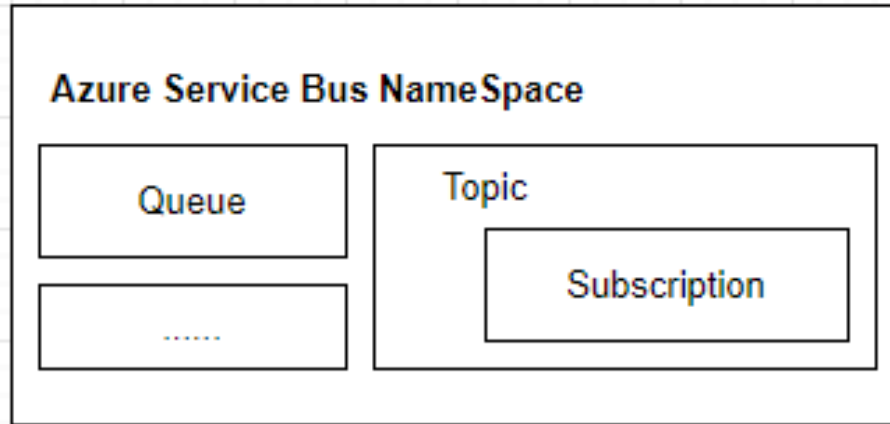 Azure Service Bus NameSpace
Queue
Topic
Subscription
......